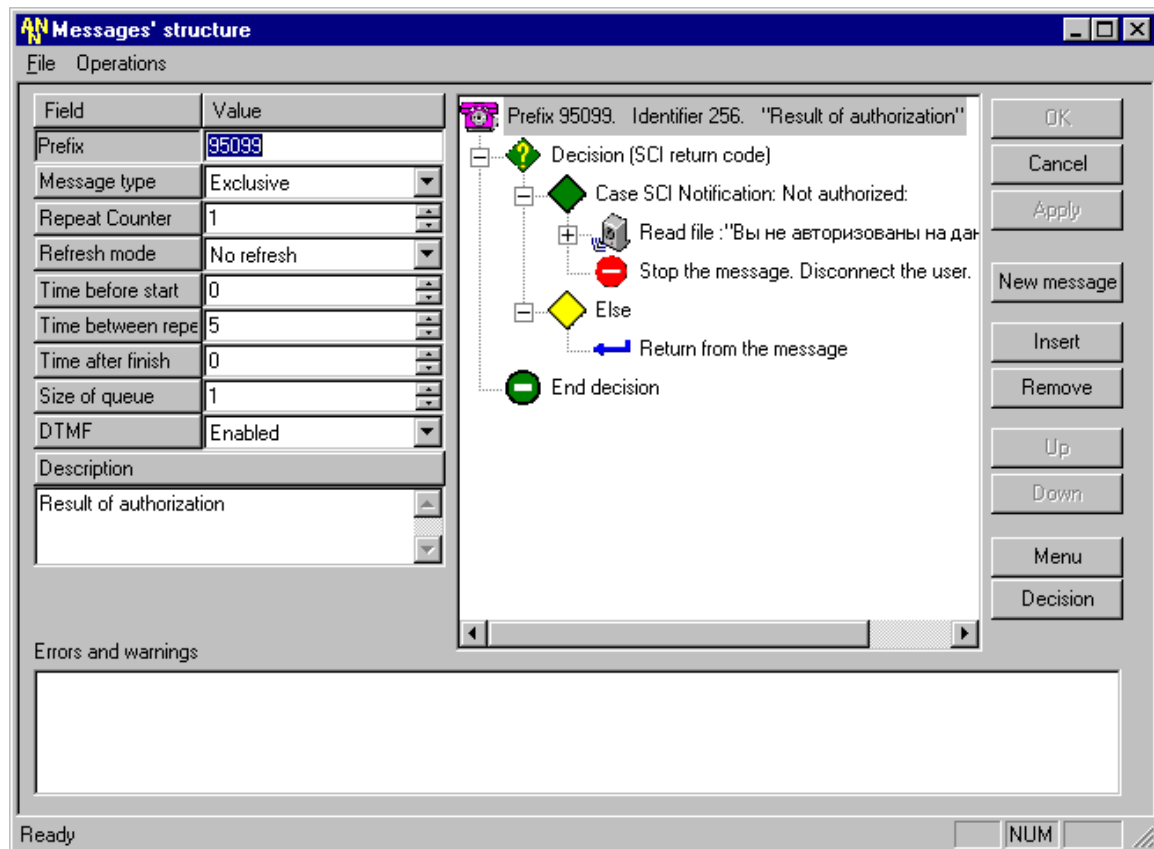 ANN Messages' structure
File Operations
Field Value
Prefix 95099
Message type Exclusive
Repeat Counter 1
Refresh mode No refresh
Time before start 0
Time between repe 5
Time after finish 0
Size of queue 1
DTMF Enabled
Description
Result of authorization
Prefix 95099. Identifier 256. "Result of authorization"
Decision (SCI return code)
Case SCI Notification: Not authorized:
Read file :"Вы не авторизованы на дан
Stop the message. Disconnect the user.
Else
Return from the message
End decision
OK
Cancel
Apply
New message
Insert
Remove
Up
Down
Menu
Decision
Errors and warnings
Ready NUM